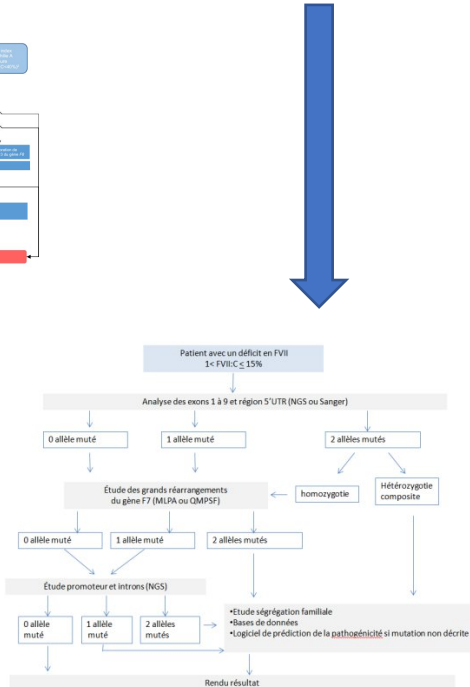 Patient avec un déficit en FVII
1< FVII:C ≤ 15%
Analyse des exons 1 à 9 et région 5'UTR (NGS ou Sanger)
0 allèle muté
1 allèle muté
2 allèles mutés
Étude des grands réarrangements
du gène F7 (MLPA ou QMPSF)
homozygotie
Hétérozygotie
composite
0 allèle muté
1 allèle muté
2 allèles mutés
Étude promoteur et introns (NGS)
0 allèle
muté
1 allèle
muté
2 allèles
mutés
•Etude ségrégation familiale
•Bases de données
•Logiciel de prédiction de la pathogénicité si mutation non décrite
Rendu résultat